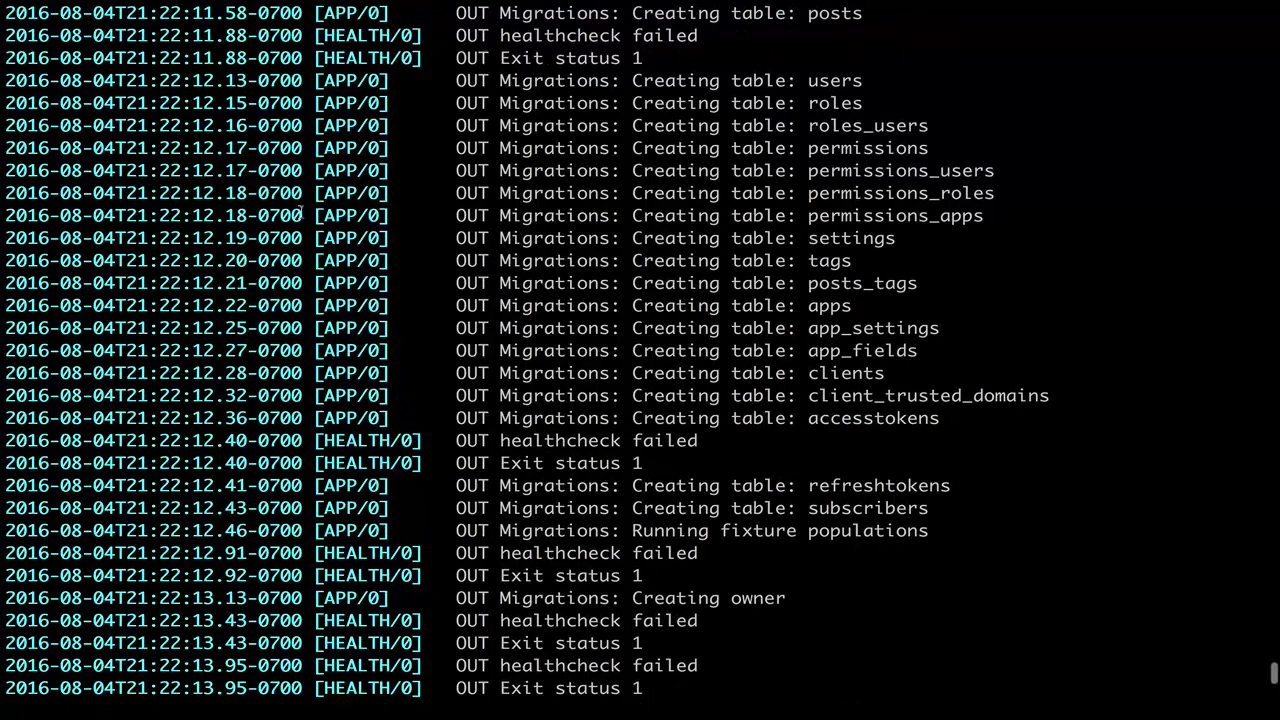 2016-08-04T21:22:11.58-0700 [APP/0]      OUT Migrations: Creating table: posts
2016-08-04T21:22:11.88-0700 [HEALTH/0]   OUT healthcheck failed
2016-08-04T21:22:11.88-0700 [HEALTH/0]   OUT Exit status 1
2016-08-04T21:22:12.13-0700 [APP/0]      OUT Migrations: Creating table: users
2016-08-04T21:22:12.15-0700 [APP/0]      OUT Migrations: Creating table: roles
2016-08-04T21:22:12.16-0700 [APP/0]      OUT Migrations: Creating table: roles_users
2016-08-04T21:22:12.17-0700 [APP/0]      OUT Migrations: Creating table: permissions
2016-08-04T21:22:12.17-0700 [APP/0]      OUT Migrations: Creating table: permissions_users
2016-08-04T21:22:12.18-0700 [APP/0]      OUT Migrations: Creating table: permissions_roles
2016-08-04T21:22:12.18-0700 [APP/0]      OUT Migrations: Creating table: permissions_apps
2016-08-04T21:22:12.19-0700 [APP/0]      OUT Migrations: Creating table: settings
2016-08-04T21:22:12.20-0700 [APP/0]      OUT Migrations: Creating table: tags
2016-08-04T21:22:12.21-0700 [APP/0]      OUT Migrations: Creating table: posts_tags
2016-08-04T21:22:12.22-0700 [APP/0]      OUT Migrations: Creating table: apps
2016-08-04T21:22:12.25-0700 [APP/0]      OUT Migrations: Creating table: app_settings
2016-08-04T21:22:12.27-0700 [APP/0]      OUT Migrations: Creating table: app_fields
2016-08-04T21:22:12.28-0700 [APP/0]      OUT Migrations: Creating table: clients
2016-08-04T21:22:12.32-0700 [APP/0]      OUT Migrations: Creating table: client_trusted_domains
2016-08-04T21:22:12.36-0700 [APP/0]      OUT Migrations: Creating table: accesstokens
2016-08-04T21:22:12.40-0700 [HEALTH/0]   OUT healthcheck failed
2016-08-04T21:22:12.40-0700 [HEALTH/0]   OUT Exit status 1
2016-08-04T21:22:12.41-0700 [APP/0]      OUT Migrations: Creating table: refreshtokens
2016-08-04T21:22:12.43-0700 [APP/0]      OUT Migrations: Creating table: subscribers
2016-08-04T21:22:12.46-0700 [APP/0]      OUT Migrations: Running fixture populations
2016-08-04T21:22:12.91-0700 [HEALTH/0]   OUT healthcheck failed
2016-08-04T21:22:12.92-0700 [HEALTH/0]   OUT Exit status 1
2016-08-04T21:22:13.13-0700 [APP/0]      OUT Migrations: Creating owner
2016-08-04T21:22:13.43-0700 [HEALTH/0]   OUT healthcheck failed
2016-08-04T21:22:13.43-0700 [HEALTH/0]   OUT Exit status 1
2016-08-04T21:22:13.95-0700 [HEALTH/0]   OUT healthcheck failed
2016-08-04T21:22:13.95-0700 [HEALTH/0]   OUT Exit status 1